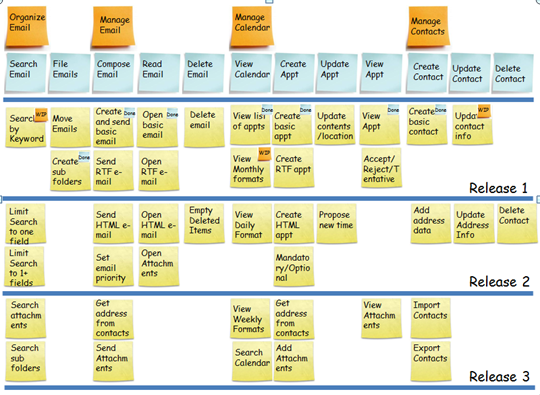 Organize
Email
Manage
Email
Manage
Calendar
Manage
Contacts
Search
Email
File
Emails
Compose
Email
Read
Email
Delete
Email
View
Calendar
Create
Appt
Update
Appt
View
Appt
Create
Contact
Update
Contact
Delete
Contact
Search
by
Keyword
WIP
Move
Emails
Create
and send
basic
email
Done
Open
basic
email
Done
Delete
email
View list
of appts
Done
Create
basic
appt
Done
Update
contents
/location
View
Appt
Done
Create
basic
contact
Done
Update
contact
info
WIP
Create
sub
folders
Done
Send
RTF e-
mail
Open
RTF e-
mail
View
Monthly
formats
WIP
Create
RTF appt
Accept/
Reject/T
entative
Release 1
Limit
Search
to one
field
Send
HTML e-
mail
Open
HTML e-
mail
Empty
Deleted
Items
View
Daily
Format
Create
HTML
appt
Propose
new time
Add
address
data
Update
Address
Info
Delete
Contact
Limit
Search
to 1+
fields
Set
email
priority
Open
Attachm
ents
Mandato
ry/Optio
nal
Release 2
Search
attachm
ents
Get
address
from
contacts
View
Weekly
Formats
Get
address
from
contacts
View
Attachm
ents
Import
Contacts
Search
sub
folders
Send
Attachm
ents
Search
Calendar
Add
Attachm
ents
Export
Contacts
Release 3